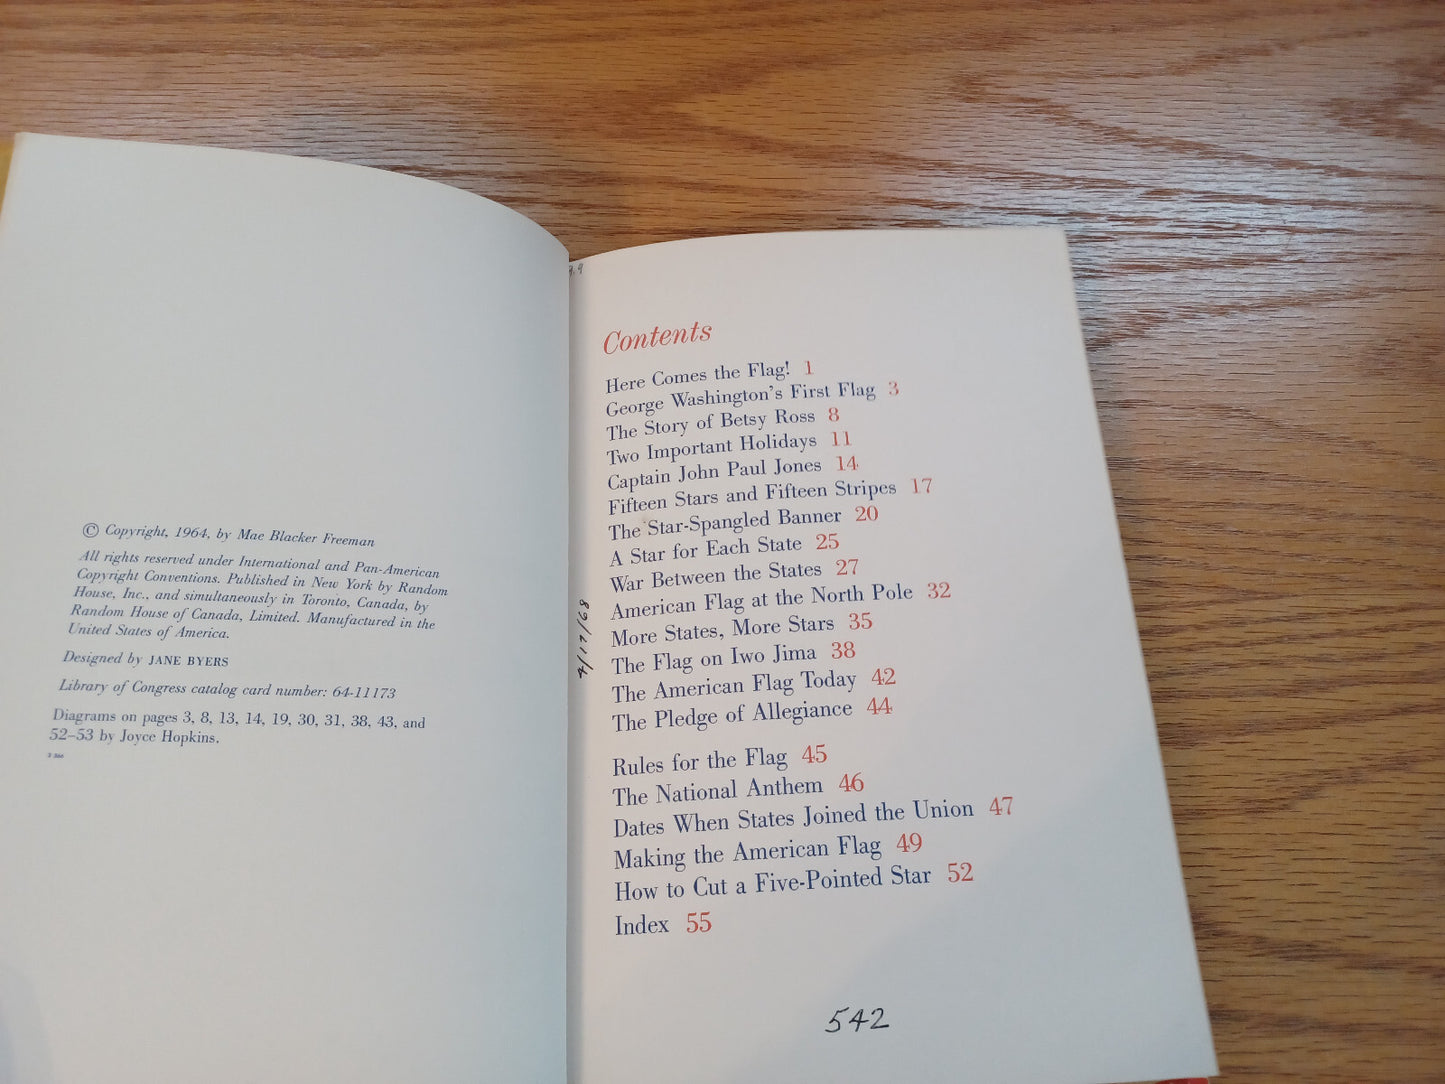 © Copyright, 1964, by Mae Blacker Freeman
All rights reserved under International and Pan-American
Copyright Conventions. Published in New York by Random
House, Inc., and simultaneously in Toronto, Canada, by
Random House of Canada, Limited. Manufactured in the
United States of America.
Designed by JANE BYERS
Library of Congress catalog card number: 64-11173
Diagrams on pages 3, 8, 13, 14, 19, 30, 31, 38, 43, and
52–53 by Joyce Hopkins.
4/17/68
Contents
Here Comes the Flag! 1
George Washington's First Flag 3
The Story of Betsy Ross 8
Two Important Holidays 11
Captain John Paul Jones 14
Fifteen Stars and Fifteen Stripes 17
The Star-Spangled Banner 20
A Star for Each State 25
War Between the States 27
American Flag at the North Pole 32
More States, More Stars 35
The Flag on Iwo Jima 38
The American Flag Today 42
The Pledge of Allegiance 44
Rules for the Flag 45
The National Anthem 46
Dates When States Joined the Union 47
Making the American Flag 49
How to Cut a Five-Pointed Star 52
Index 55
542